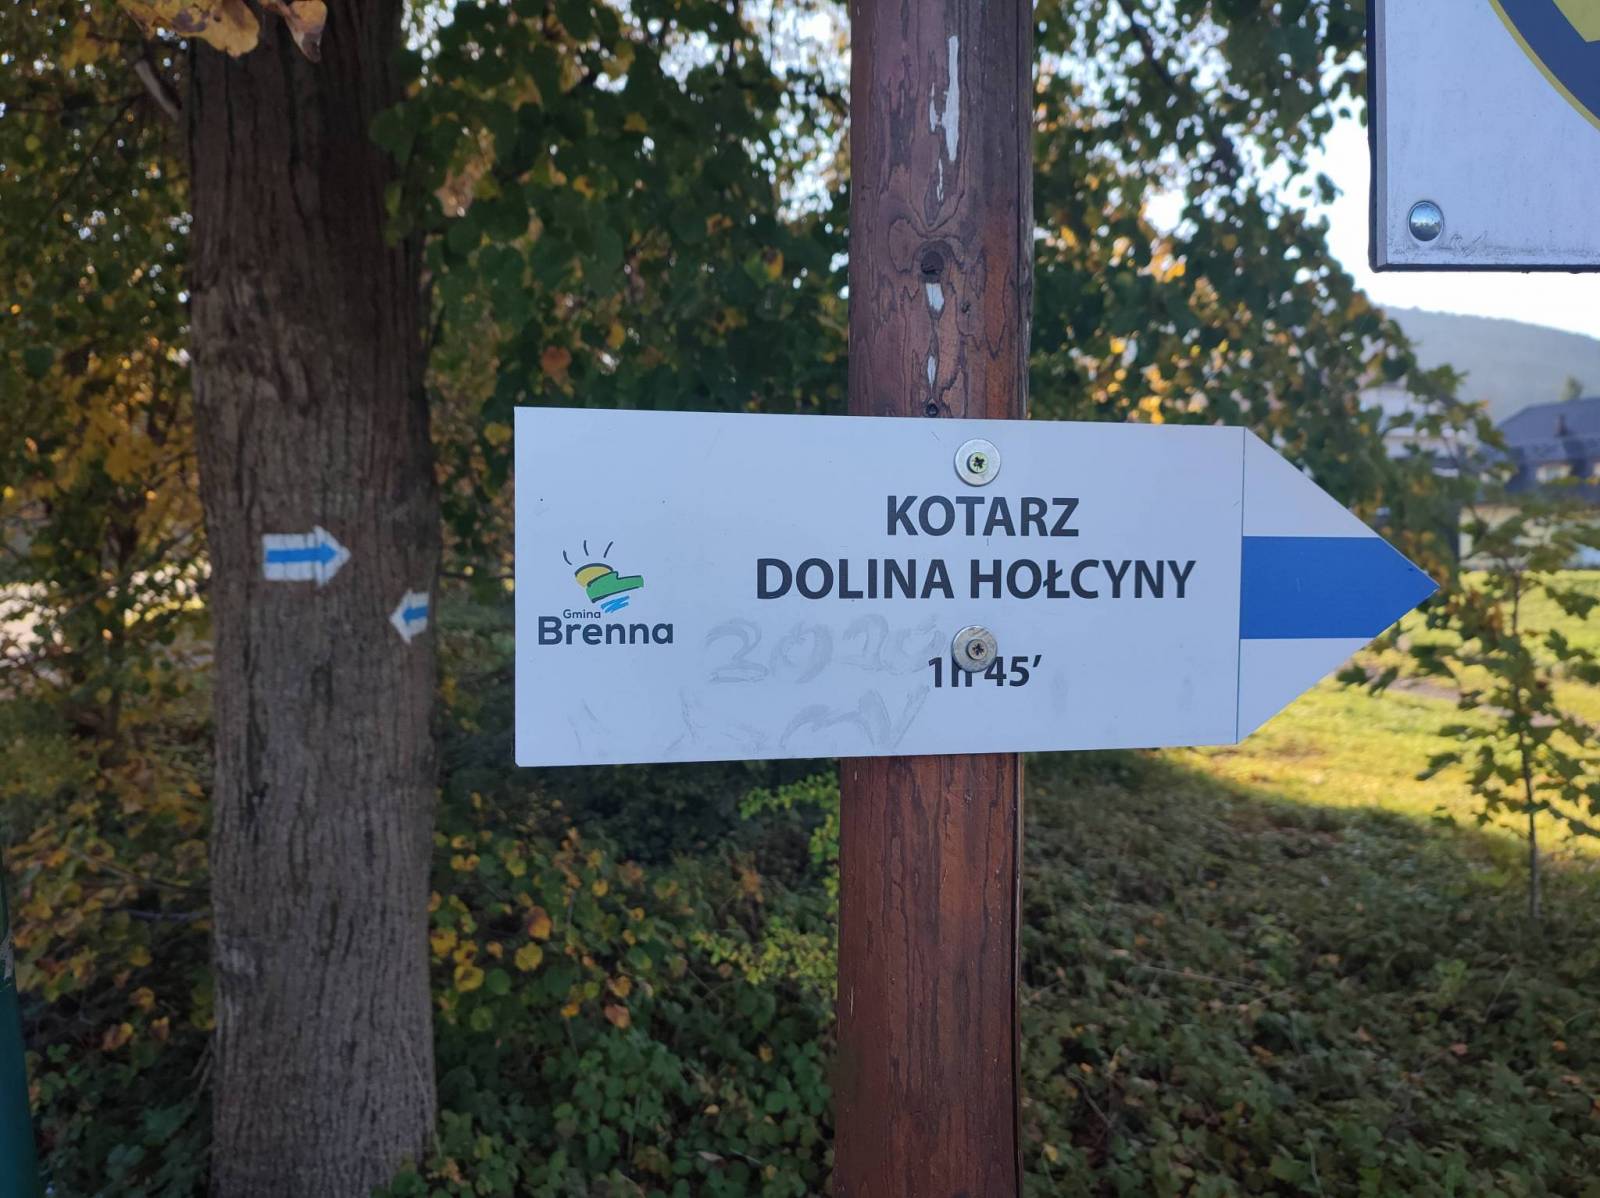 KOTARZ
DOLINA HOŁCYNY
1h 45′
Gmina
Brenna